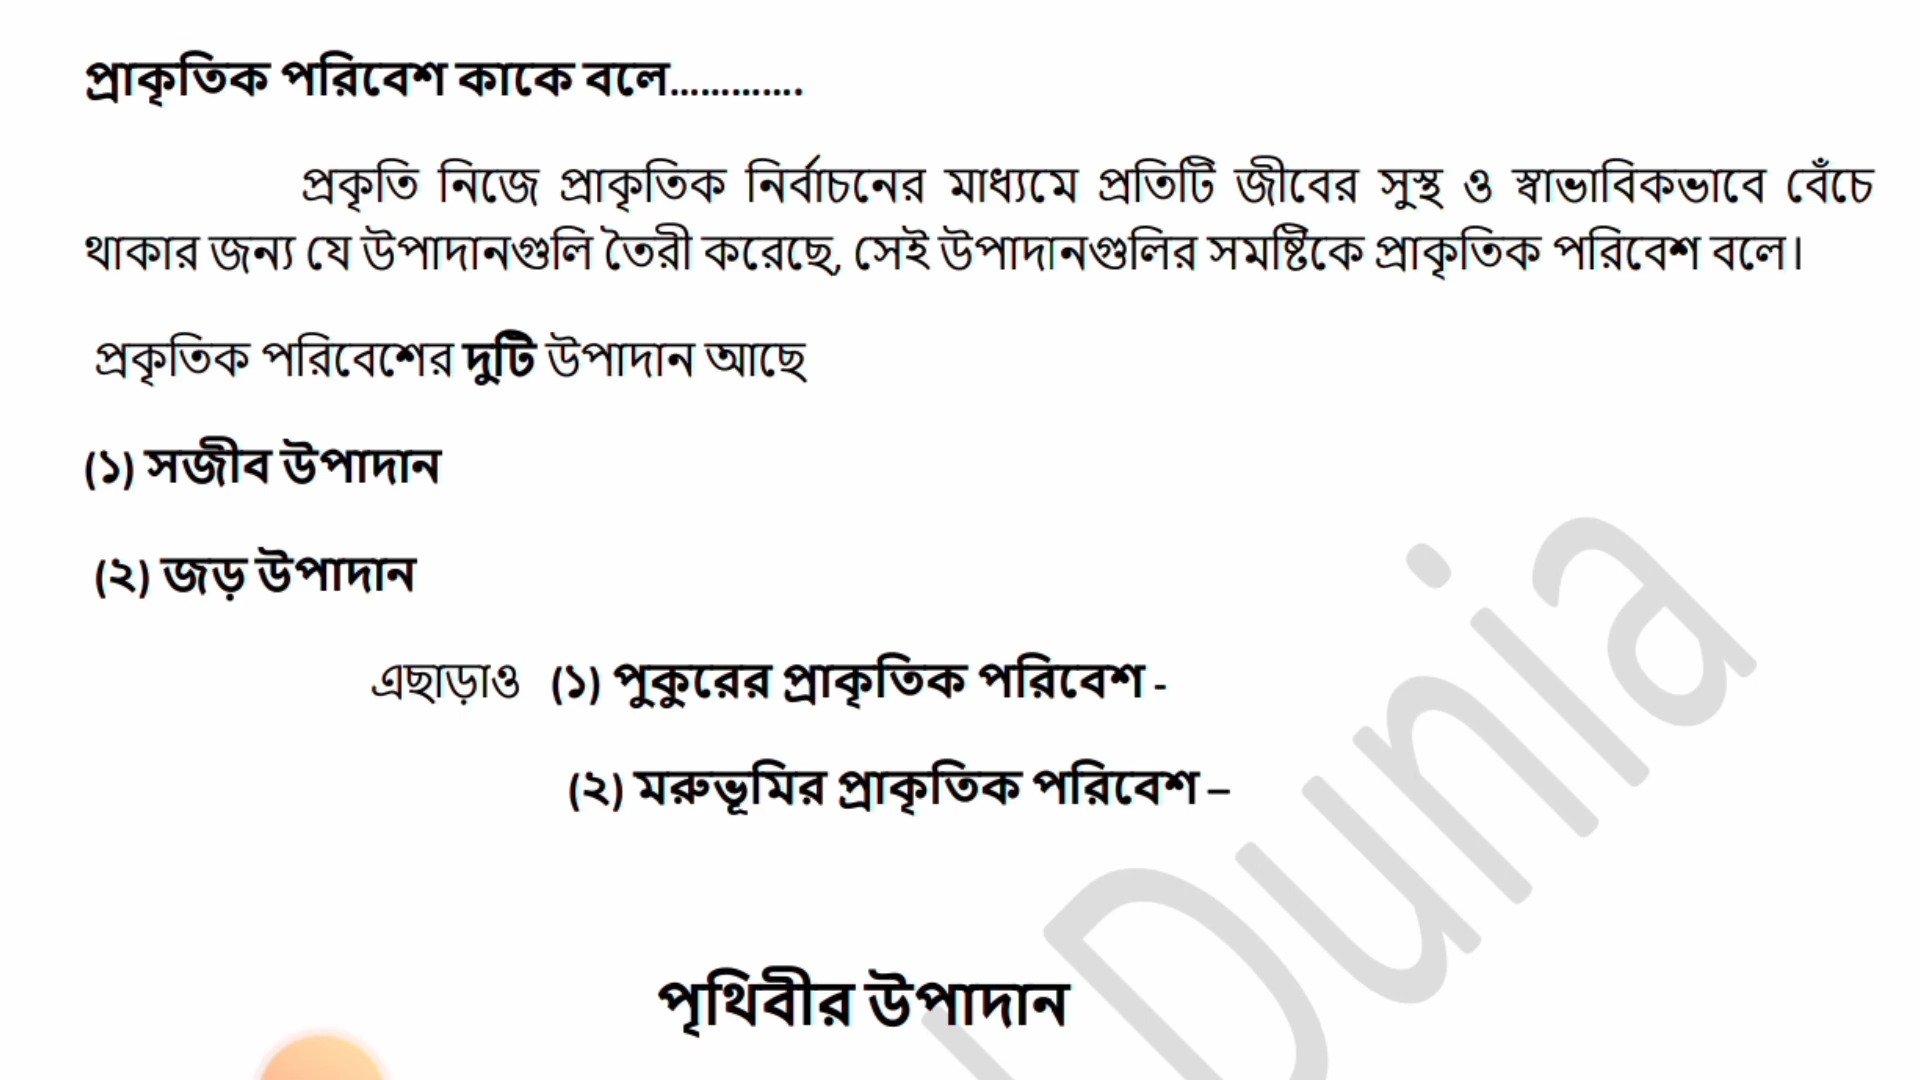 প্রাকৃতিক পরিবেশ কাকে বলে.............
প্রকৃতি নিজে প্রাকৃতিক নির্বাচনের মাধ্যমে প্রতিটি জীবের সুস্থ ও স্বাভাবিকভাবে বেঁচে
থাকার জন্য যে উপাদানগুলি তৈরী করেছে, সেই উপাদানগুলির সমষ্টিকে প্রাকৃতিক পরিবেশ বলে।
প্রকৃতিক পরিবেশের দুটি উপাদান আছে
(১) সজীব উপাদান
(২) জড় উপাদান
এছাড়াও (১) পুকুরের প্রাকৃতিক পরিবেশ -
(২) মরুভূমির প্রাকৃতিক পরিবেশ –
পৃথিবীর উপাদান
Dunia